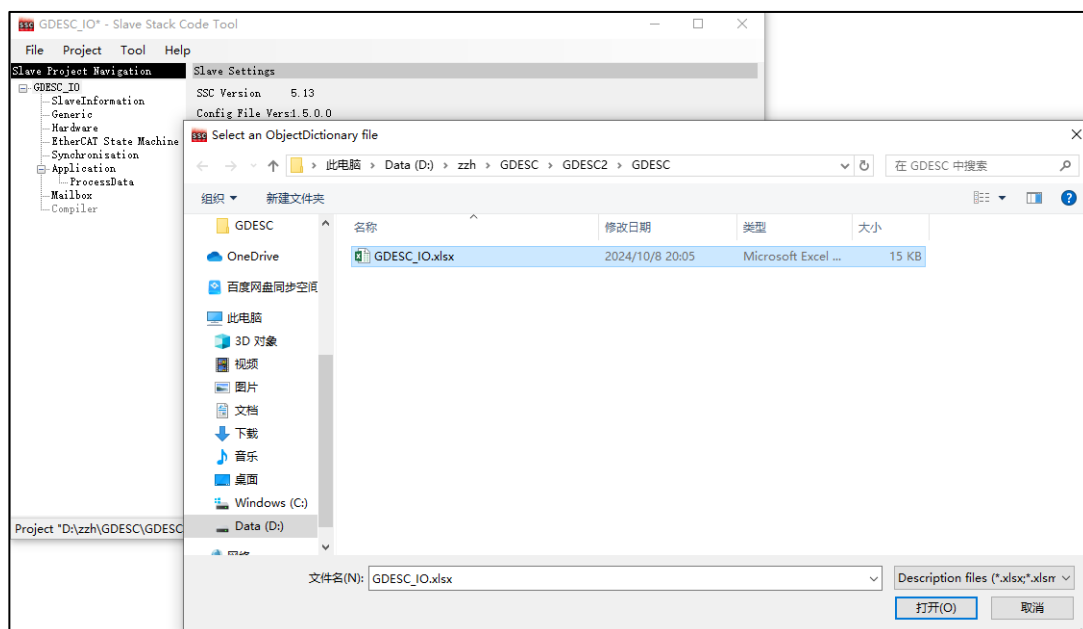 GDESC_IO* - Slave Stack Code Tool
File Project Tool Help
Slave Project Navigation
Slave Settings
GDESC_IO
SlaveInformation
Generic
Hardware
EtherCAT State Machine
Synchronisation
Application
ProcessData
Mailbox
Compiler
SSC Version 5.13
Config File Vers1.5.0.0
Select an ObjectDictionary file
此电脑 > Data (D:) > zzh > GDESC > GDESC2 > GDESC
在 GDESC 中搜索
组织 新建文件夹
GDESC
OneDrive
百度网盘同步空间
此电脑
3D 对象
视频
图片
文档
下载
音乐
桌面
Windows (C:)
Data (D:)
名称 修改日期 类型 大小
GDESC_IO.xlsx 2024/10/8 20:05 Microsoft Excel ... 15 KB
Project "D:\zzh\GDESC\GDESC
文件名(N): GDESC_IO.xlsx
Description files (*.xlsx;*.xlsm
打开(O) 取消